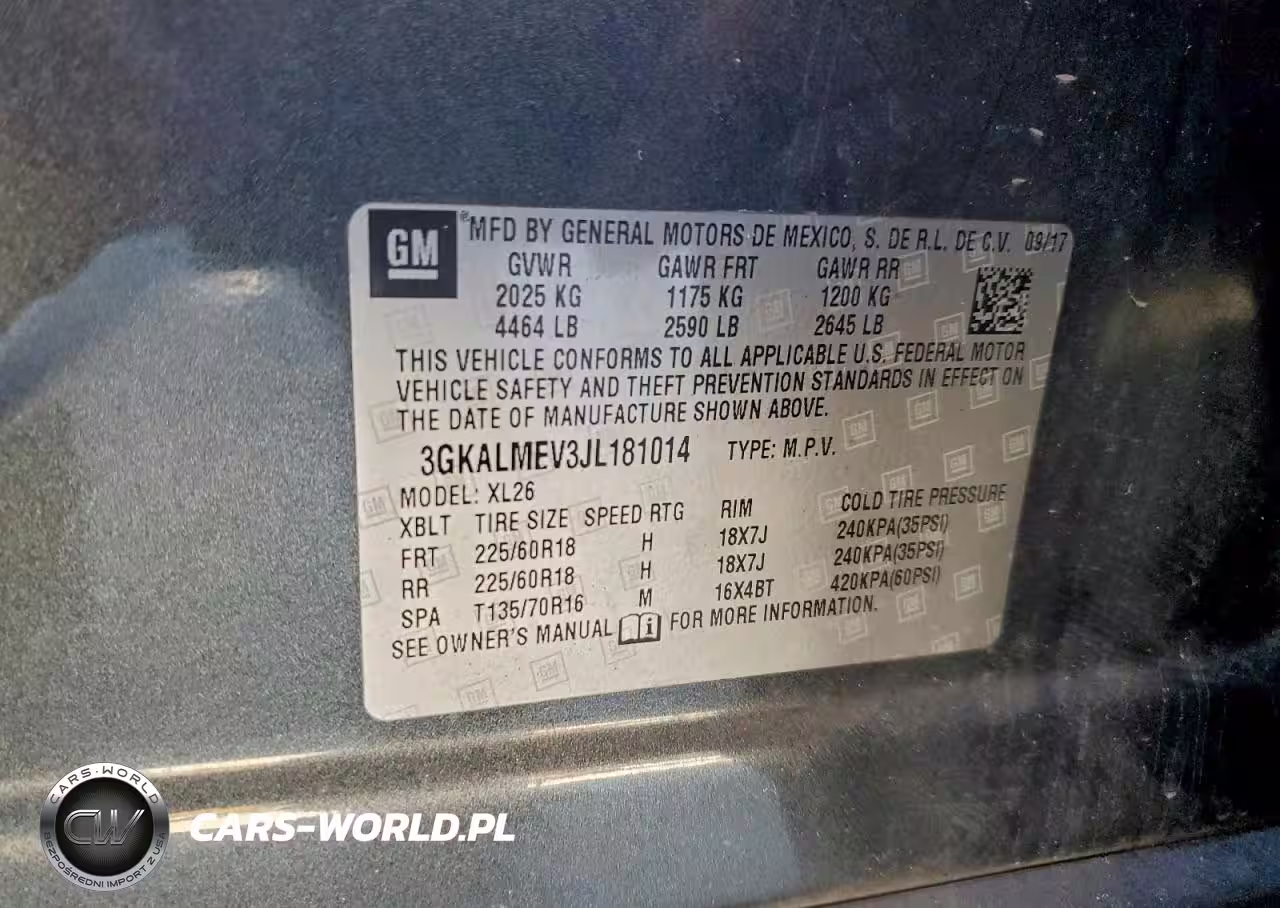 GM
®MFD BY GENERAL MOTORS DE MEXICO, S. DE R.L. DE C.V. 09/17
GVWR GAWR FRT GAWR RR
2025 KG 1175 KG 1200 KG
4464 LB 2590 LB 2645 LB
THIS VEHICLE CONFORMS TO ALL APPLICABLE U.S. FEDERAL MOTOR
VEHICLE SAFETY AND THEFT PREVENTION STANDARDS IN EFFECT ON
THE DATE OF MANUFACTURE SHOWN ABOVE.
3GKALMEV3JL181014 TYPE: M.P.V.
MODEL: XL26
XBLT TIRE SIZE SPEED RTG RIM COLD TIRE PRESSURE
FRT 225/60R18 H 18X7J 240KPA(35PSI)
RR 225/60R18 H 18X7J 240KPA(35PSI)
SPA T135/70R16 M 16X4BT 420KPA(60PSI)
SEE OWNER'S MANUAL FOR MORE INFORMATION.
CARS-WORLD
CW
BEZPOŚREDNI IMPORT Z USA
CARS-WORLD.PL